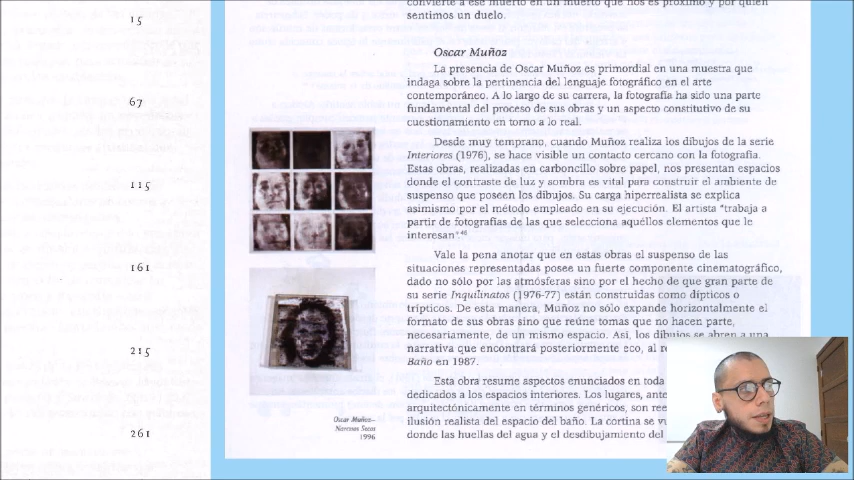 15
67
115
161
215
261
convierte a ese muerto en un muerto que nos es próximo y por quien
sentimos un duelo.
Oscar Muñoz
La presencia de Oscar Muñoz es primordial en una muestra que
indaga sobre la pertinencia del lenguaje fotográfico en el arte
contemporáneo. A lo largo de su carrera, la fotografía ha sido una parte
fundamental del proceso de sus obras y un aspecto constitutivo de su
cuestionamiento en torno a lo real.
Desde muy temprano, cuando Muñoz realiza los dibujos de la serie
Interiores (1976), se hace visible un contacto cercano con la fotografía.
Estas obras, realizadas en carboncillo sobre papel, nos presentan espacios
donde el contraste de luz y sombra es vital para construir el ambiente de
suspenso que poseen los dibujos. Su carga hiperrealista se explica
asimismo por el método empleado en su ejecución. El artista "trabaja a
partir de fotografías de las que selecciona aquéllos elementos que le
interesan".48
Vale la pena anotar que en estas obras el suspenso de las
situaciones representadas posee un fuerte componente cinematográfico,
dado no sólo por las atmósferas sino por el hecho de que gran parte de
su serie Inquilinatos (1976-77) están construidas como dípticos o
trípticos. De esta manera, Muñoz no sólo expande horizontalmente el
formato de sus obras sino que reúne tomas que no hacen parte,
necesariamente, de un mismo espacio. Así, los dibujos se abren a una
narrativa que encontrará posteriormente eco, al
Baño en 1987.
Esta obra resume aspectos enunciados en toda
dedicados a los espacios interiores. Los lugares,
arquitectónicamente en términos genéricos, son
ilusión realista del espacio del baño. La cortina se
donde las huellas del agua y el desdibujamiento del
Oscar Muñoz–
Narcisos Secos
1996